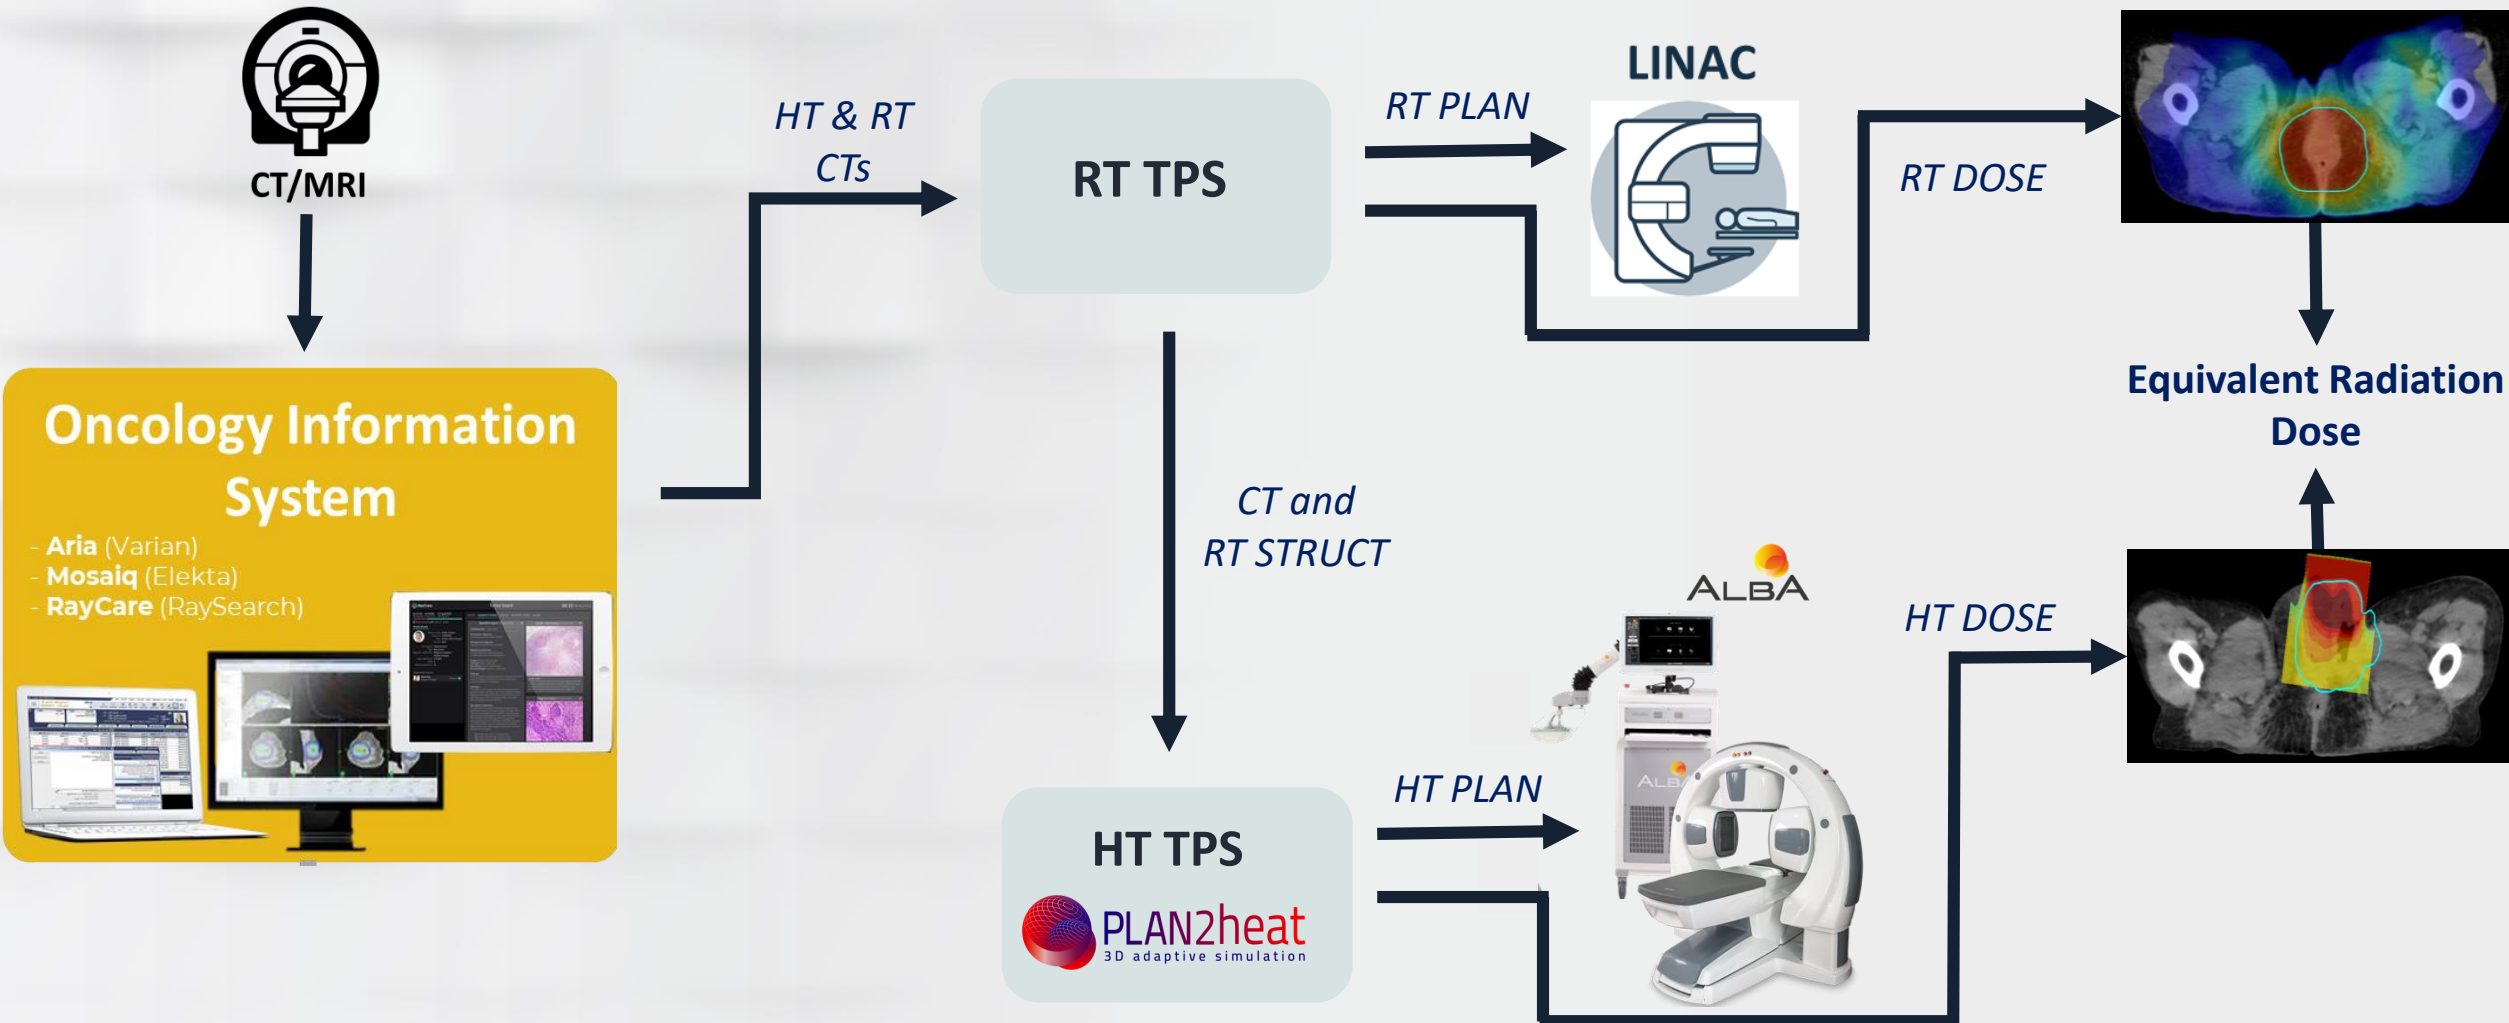 CT/MRI
Oncology Information
System
- Aria (Varian)
- Mosaiq (Elekta)
- RayCare (RaySearch)
HT & RT
CTs
RT TPS
RT PLAN
LINAC
RT DOSE
Equivalent Radiation
Dose
CT and
RT STRUCT
HT TPS
PLAN2heat
3D adaptive simulation
HT PLAN
ALBA
ALBA
HT DOSE